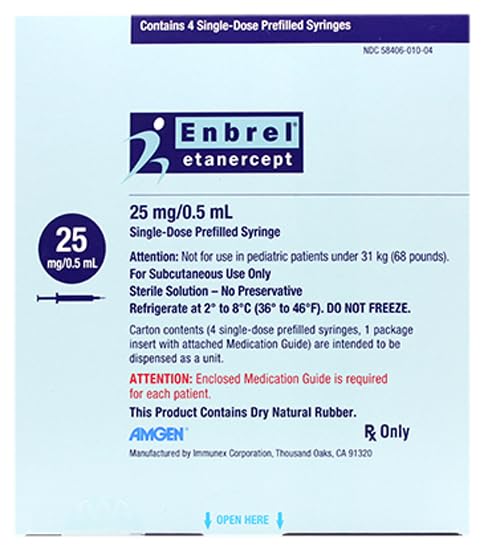 Contains 4 Single-Dose Prefilled Syringes
NDC 58406-010-04
Enbrel®
etanercept
25 mg/0.5 mL
Single-Dose Prefilled Syringe
25
mg/0.5 mL
Attention: Not for use in pediatric patients under 31 kg (68 pounds).
For Subcutaneous Use Only
Sterile Solution – No Preservative
Refrigerate at 2° to 8°C (36° to 46°F). DO NOT FREEZE.
Carton contents (4 single-dose prefilled syringes, 1 package
insert with attached Medication Guide) are intended to be
dispensed as a unit.
ATTENTION: Enclosed Medication Guide is required
for each patient.
This Product Contains Dry Natural Rubber.
AMGEN®
Rx Only
Manufactured by Immunex Corporation, Thousand Oaks, CA 91320
OPEN HERE